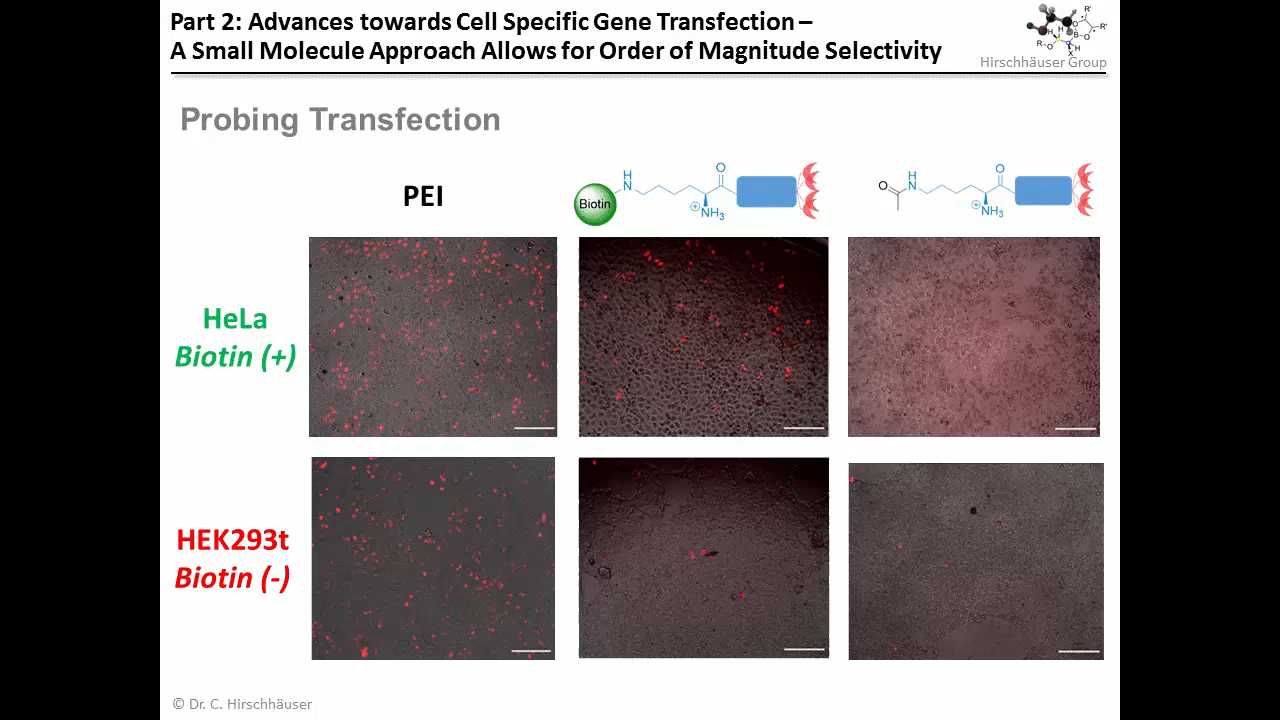 Part 2: Advances towards Cell Specific Gene Transfection –
A Small Molecule Approach Allows for Order of Magnitude Selectivity
R'
R'
O
O
B
H
H
R
O
H
X
Hirschhäuser Group
Probing Transfection
PEI
Biotin
H
N
O
⊕NH3
O
H
N
O
⊕NH3
HeLa
Biotin (+)
HEK293t
Biotin (-)
© Dr. C. Hirschhäuser